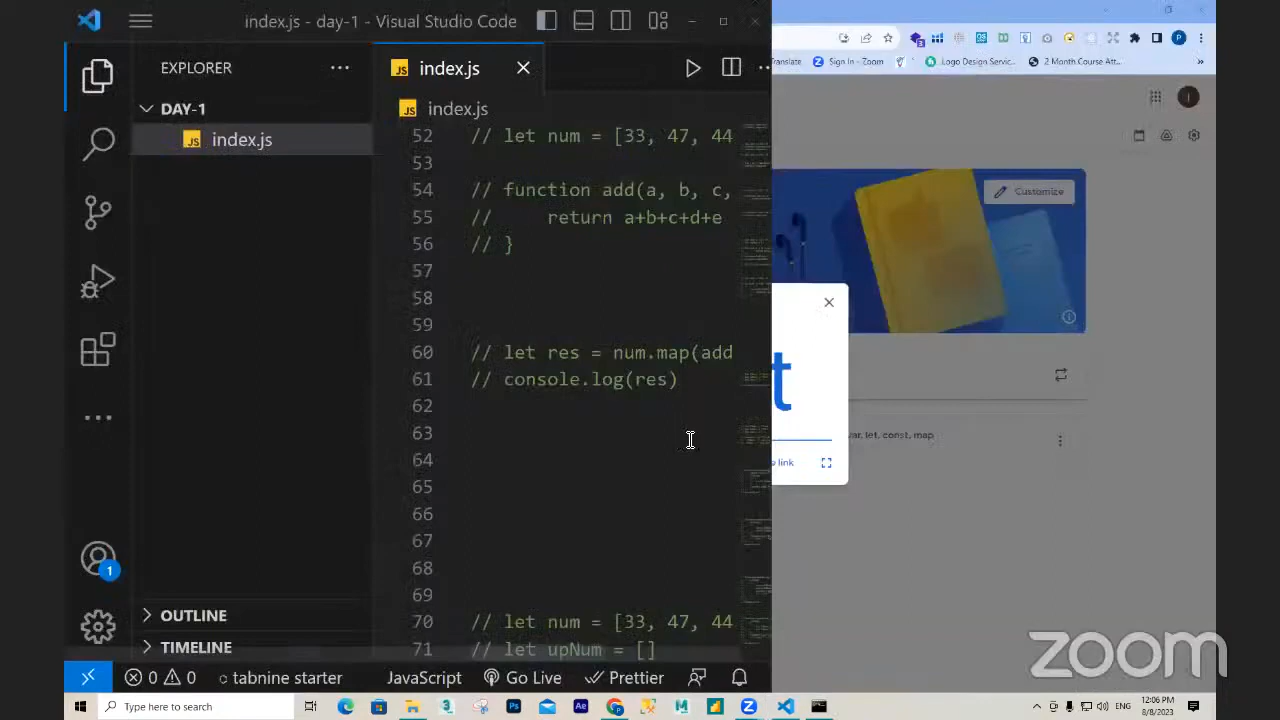 index.js - day-1 - Visual Studio Code
EXPLORER
index.js
DAY-1
index.js
index.js
52 // let num = [33, 47, 44
53
54 // function add(a, b, c,
55 // return a+b+c+d+e
56 // }
57
58
59
60 // let res = num.map(add
61 // console.log(res)
62
63
64
65
66
67
68
69
70 // let num = [33, 47, 44
71 // let upNum = []
1
OUTLINE
TIMELINE
0 0 tabnine starter JavaScript Go Live Prettier
Translate Sign In - Zoom Logo Design Servic... 2 Month Course Att...
P
Customize
t
var, let, const, map
link
zoom
Type here to search
12:06 PM
8/8/2023